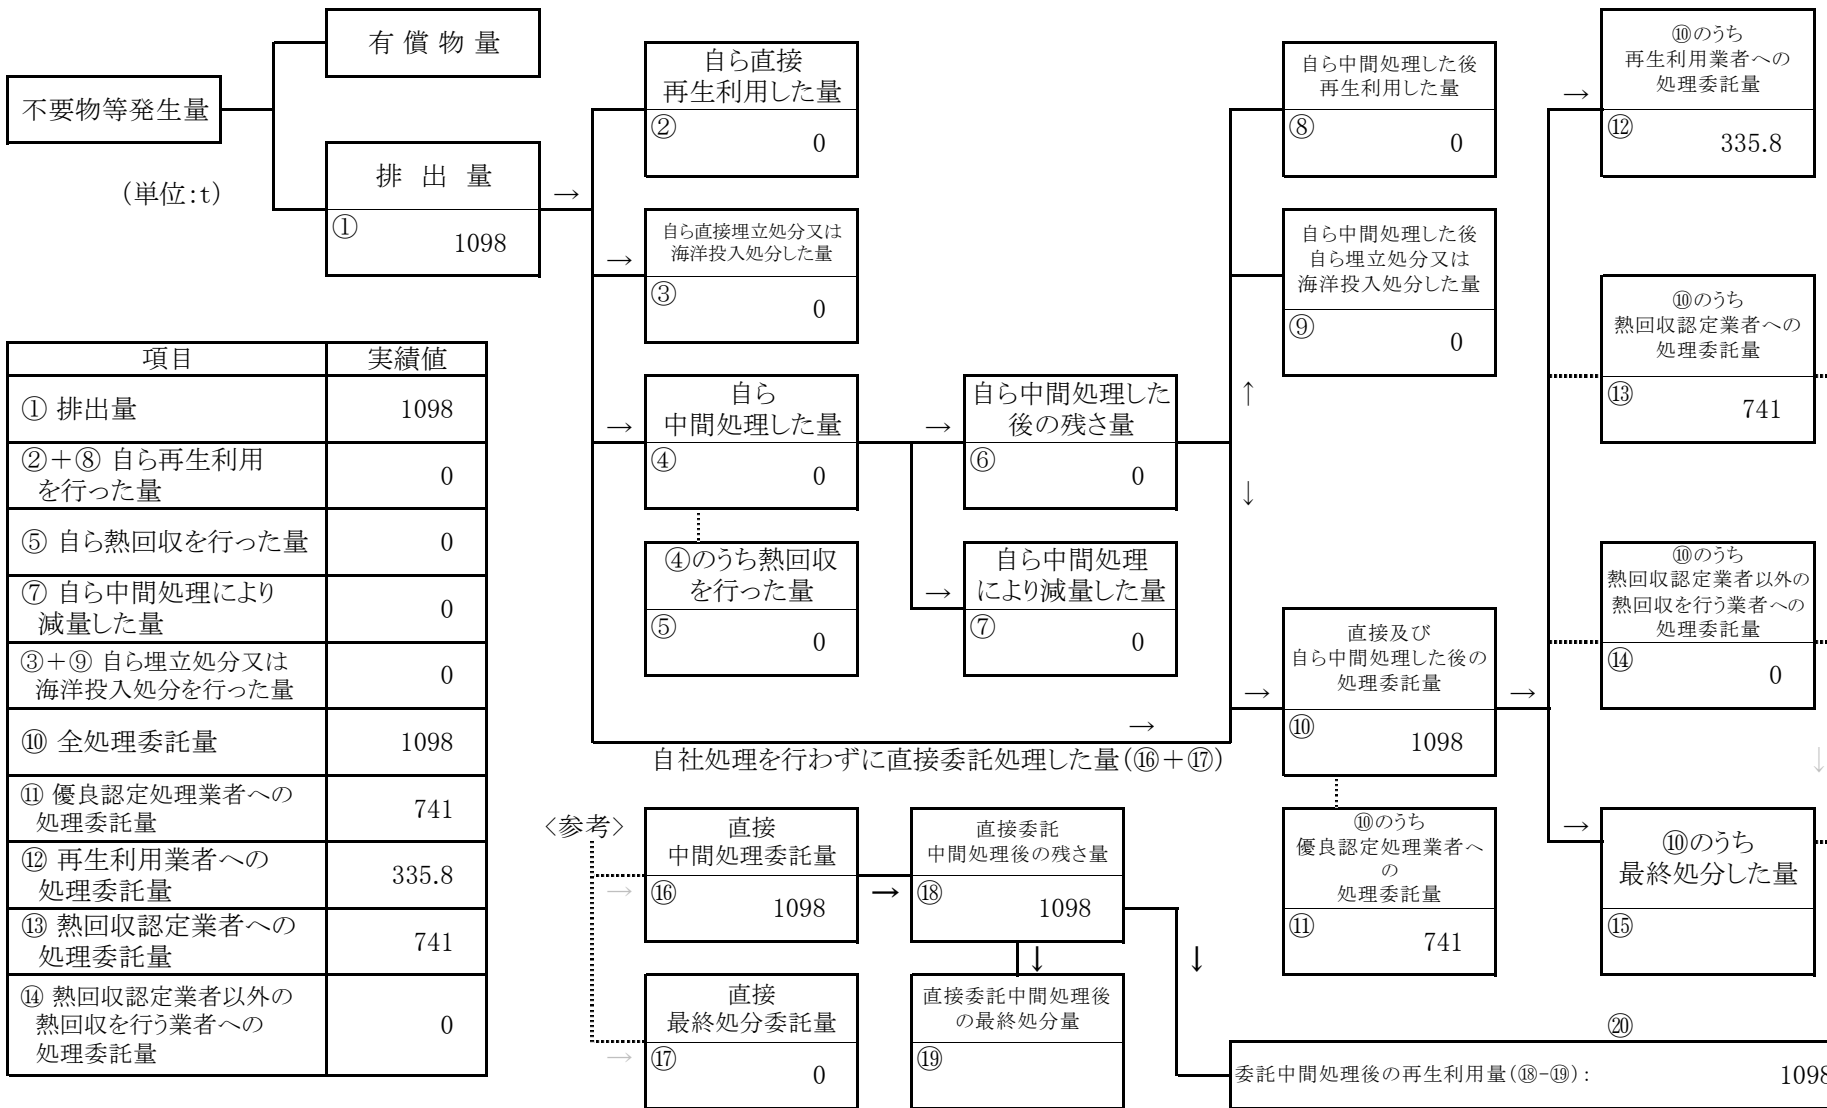 有 償 物 量
不要物等発生量
(単位:t)
排 出 量
①
1098
→
自ら直接
再生利用した量
②
0
→
自ら直接埋立処分又は
海洋投入処分した量
③
0
→
自ら
中間処理した量
④
0
④のうち熱回収
を行った量
⑤
0
→
自ら中間処理した
後の残さ量
⑥
0
→
自ら中間処理
により減量した量
⑦
0
↑
↓
自ら中間処理した後
再生利用した量
⑧
0
自ら中間処理した後
自ら埋立処分又は
海洋投入処分した量
⑨
0
→
直接及び
自ら中間処理した後の
処理委託量
⑩
1098
→
⑩のうち
優良認定処理業者へ
の
処理委託量
⑪
741
→
⑩のうち
再生利用業者への
処理委託量
⑫
335.8
⑩のうち
熱回収認定業者への
処理委託量
⑬
741
⑩のうち
熱回収認定業者以外の
熱回収を行う業者への
処理委託量
⑭
0
↓
→
⑩のうち
最終処分した量
⑮
→
自社処理を行わずに直接委託処理した量(⑯+⑰)
項目 実績値
① 排出量 1098
②+⑧ 自ら再生利用
を行った量 0
⑤ 自ら熱回収を行った量 0
⑦ 自ら中間処理により
減量した量 0
③+⑨ 自ら埋立処分又は
海洋投入処分を行った量 0
⑩ 全処理委託量 1098
⑪ 優良認定処理業者への
処理委託量 741
⑫ 再生利用業者への
処理委託量 335.8
⑬ 熱回収認定業者への
処理委託量 741
⑭ 熱回収認定業者以外の
熱回収を行う業者への
処理委託量 0
<参考>
→
直接
中間処理委託量
⑯
1098
→
直接委託
中間処理後の残さ量
⑱
1098
↓
↓
→
直接
最終処分委託量
⑰
0
直接委託中間処理後
の最終処分量
⑲
⑳
委託中間処理後の再生利用量(⑱-⑲): 1098